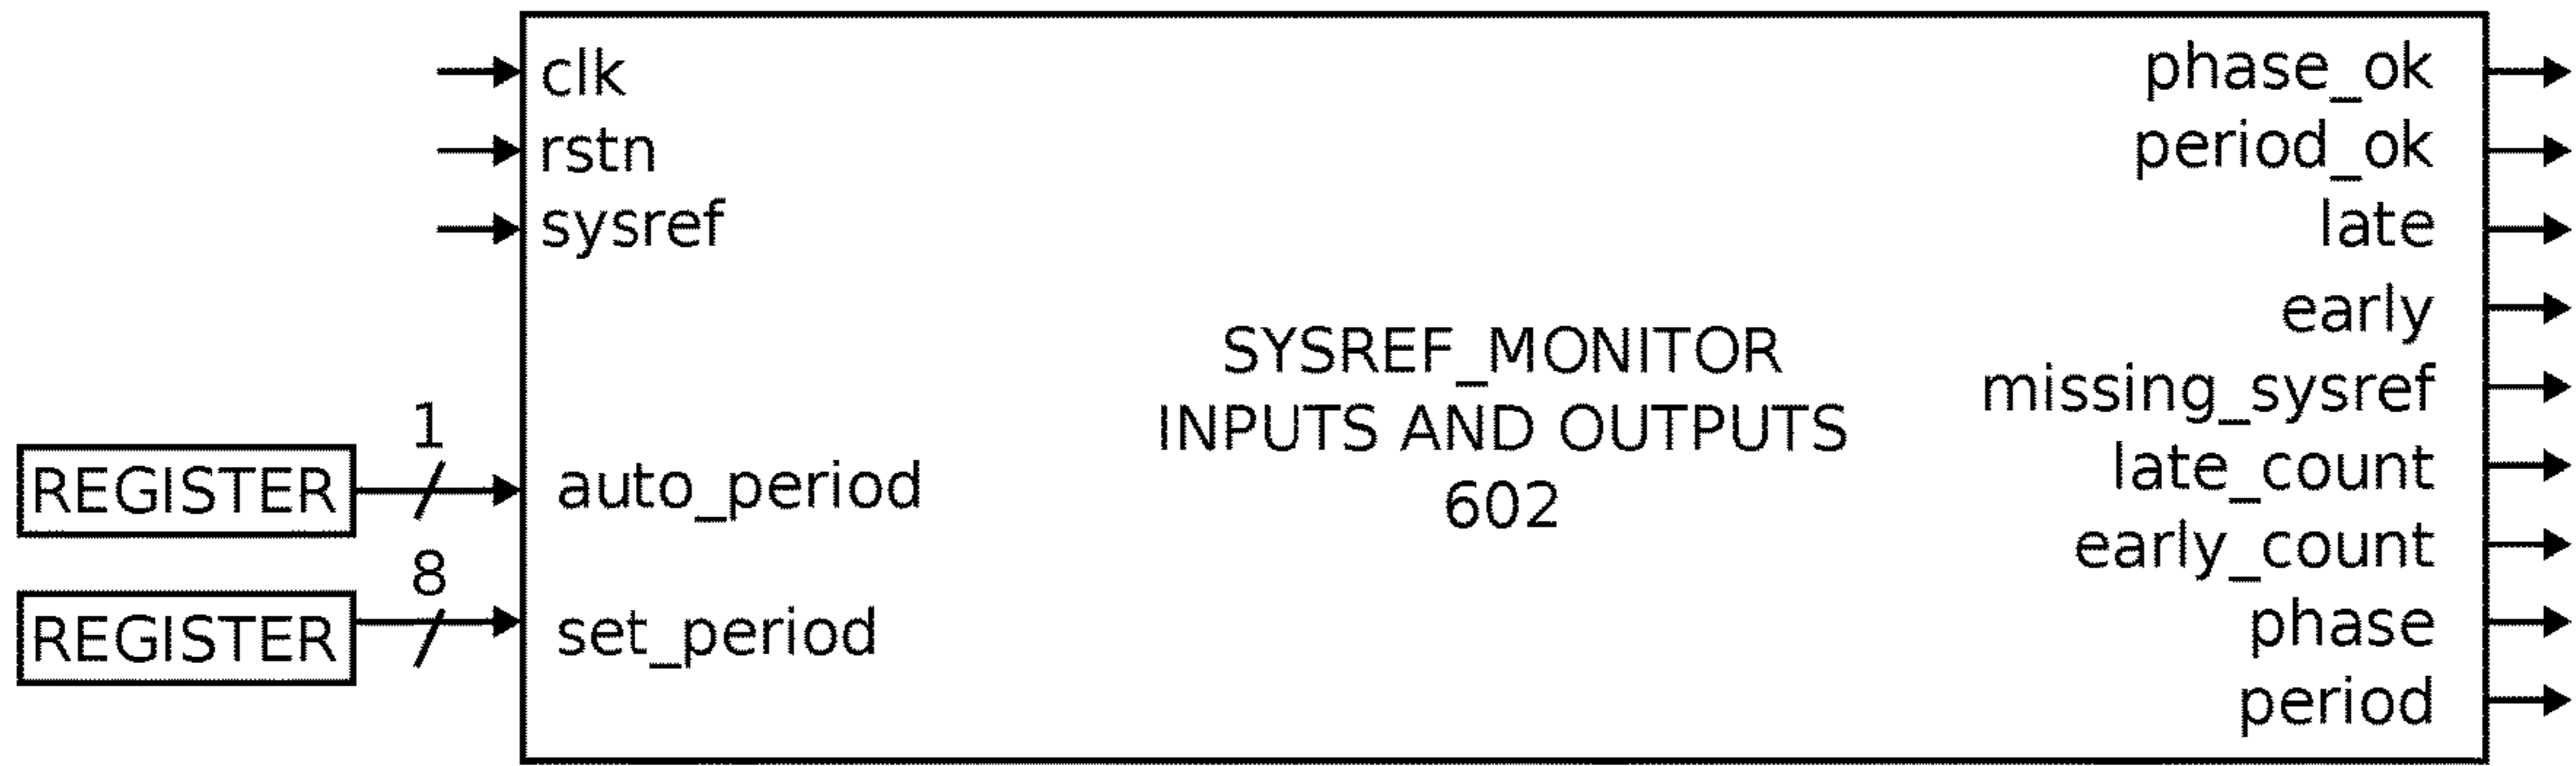 clk
rstn
sysref
1
REGISTER
auto_period
8
REGISTER
set_period
SYSREF_MONITOR
INPUTS AND OUTPUTS
602
phase_ok
period_ok
late
early
missing_sysref
late_count
early_count
phase
period